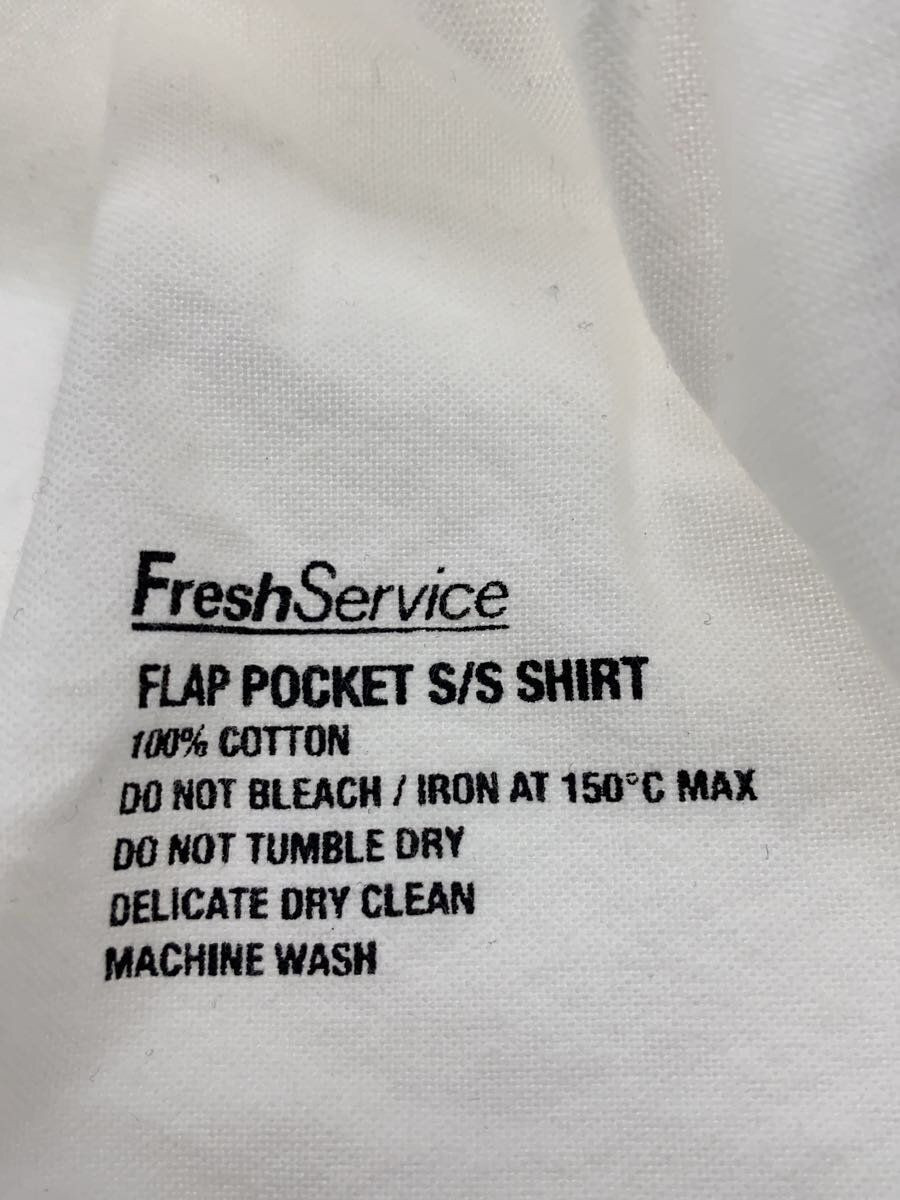 FreshService
FLAP POCKET S/S SHIRT
100% COTTON
DO NOT BLEACH / IRON AT 150°C MAX
DO NOT TUMBLE DRY
DELICATE DRY CLEAN
MACHINE WASH